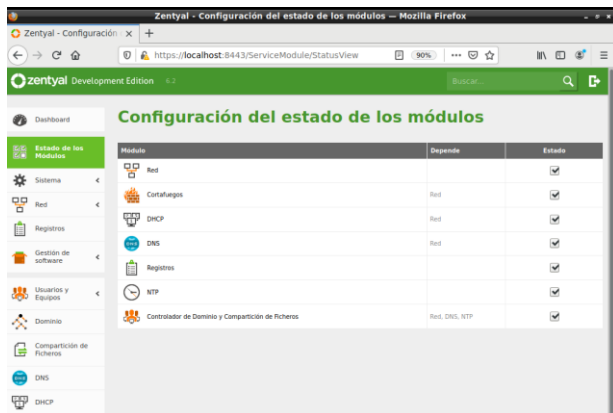 Zentyal - Configuración del estado de los módulos — Mozilla Firefox
Zentyal - Configuración
https://localhost:8443/ServiceModule/StatusView
90%
zentyal Development Edition 6.2
Buscar...
Dashboard
Estado de los
Módulos
Sistema
Red
Registros
Gestión de
software
Usuarios y
Equipos
Dominio
Compartición de
Ficheros
DNS
DHCP
Configuración del estado de los módulos
Módulo Depende Estado
Red
Cortafuegos Red
DHCP Red
DNS Red
Registros
NTP
Controlador de Dominio y Compartición de Ficheros Red, DNS, NTP